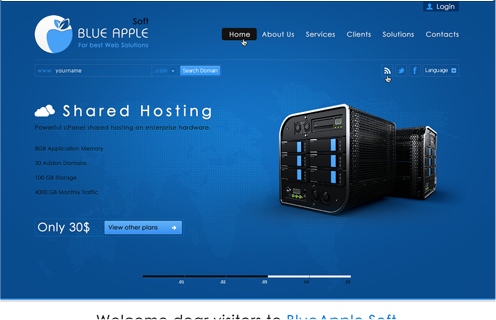 Login
Soft
BLUE APPLE
For best Web Solutions
Home About Us Services Clients Solutions Contacts
www. yourname .com Search Domain
Language
Shared Hosting
Powerful cPanel shared hosting on enterprise hardware.
8GB Application Memory
30 Addon Domains
100 GB Storage
4000 GB Monthly Traffic
Only 30$ View other plans
.01 .02 .03 .04 .05
Welcome dear visitors to BlueApple Soft